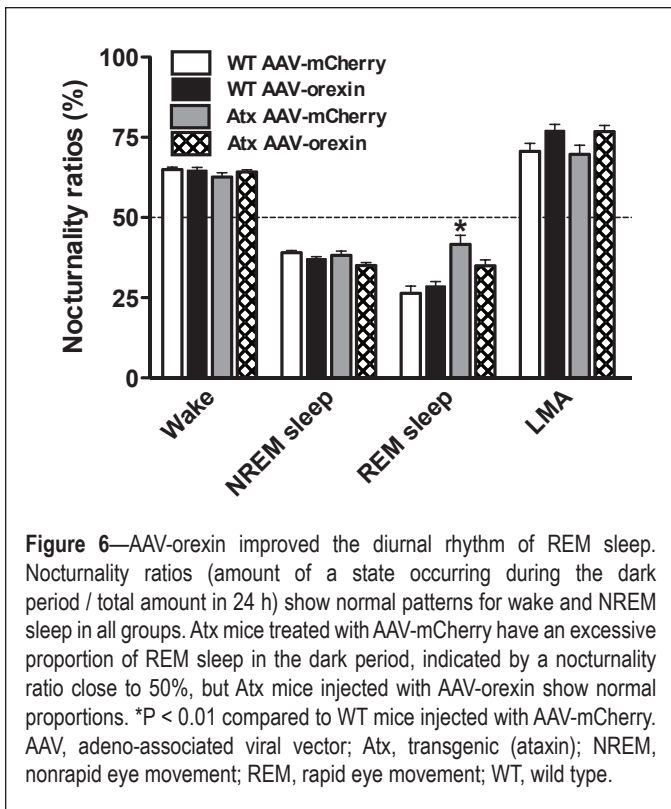 100
75
50
25
0
Nocturnality ratios (%)
WT AAV-mCherry
WT AAV-orexin
Atx AAV-mCherry
Atx AAV-orexin
*
Wake
NREM sleep
REM sleep
LMA
Figure 6—AAV-orexin improved the diurnal rhythm of REM sleep.
Nocturnality ratios (amount of a state occurring during the dark
period / total amount in 24 h) show normal patterns for wake and NREM
sleep in all groups. Atx mice treated with AAV-mCherry have an excessive
proportion of REM sleep in the dark period, indicated by a nocturnality
ratio close to 50%, but Atx mice injected with AAV-orexin show normal
proportions. *P < 0.01 compared to WT mice injected with AAV-mCherry.
AAV, adeno-associated viral vector; Atx, transgenic (ataxin); NREM,
nonrapid eye movement; REM, rapid eye movement; WT, wild type.